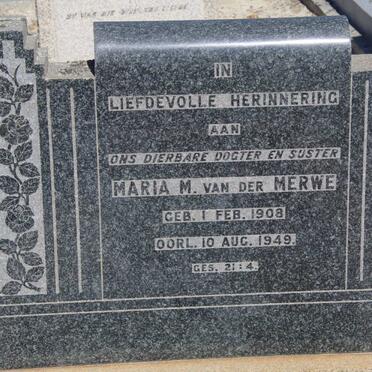 IN
LIEFDEVOLLE HERINNERING
AAN
ONS DIERBARE DOGTER EN SUSTER
MARIA M. VAN DER MERWE
GEB. 1 FEB. 1908
OORL. 10 AUG. 1949.
GES. 21:4.